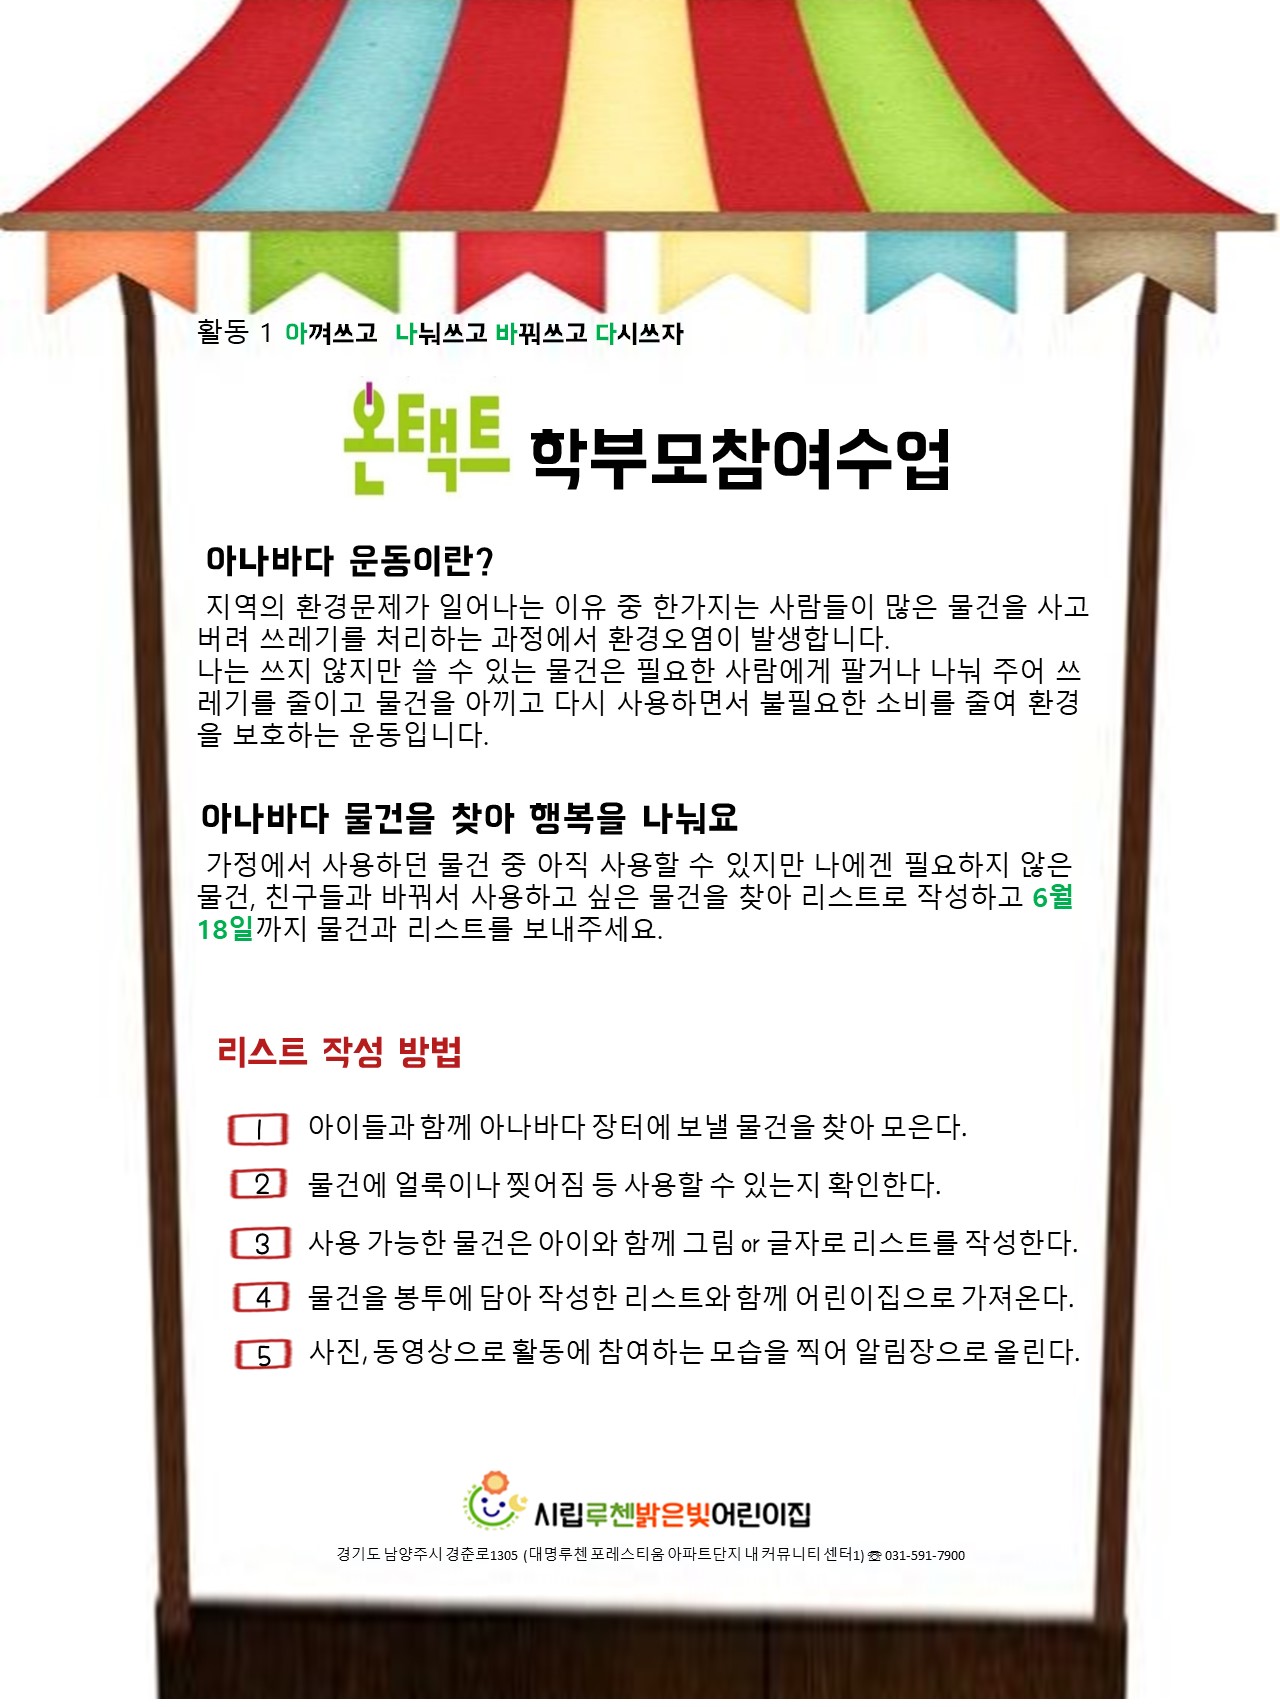 활동 1 아껴쓰고 나눠쓰고 바꿔쓰고 다시쓰자
온택트 학부모참여수업
아나바다 운동이란?
지역의 환경문제가 일어나는 이유 중 한가지는 사람들이 많은 물건을 사고
버려 쓰레기를 처리하는 과정에서 환경오염이 발생합니다.
나는 쓰지 않지만 쓸 수 있는 물건은 필요한 사람에게 팔거나 나눠 주어 쓰
레기를 줄이고 물건을 아끼고 다시 사용하면서 불필요한 소비를 줄여 환경
을 보호하는 운동입니다.
아나바다 물건을 찾아 행복을 나눠요
가정에서 사용하던 물건 중 아직 사용할 수 있지만 나에겐 필요하지 않은
물건, 친구들과 바꿔서 사용하고 싶은 물건을 찾아 리스트로 작성하고 6월
18일까지 물건과 리스트를 보내주세요.
리스트 작성 방법
1 아이들과 함께 아나바다 장터에 보낼 물건을 찾아 모은다.
2 물건에 얼룩이나 찢어짐 등 사용할 수 있는지 확인한다.
3 사용 가능한 물건은 아이와 함께 그림 or 글자로 리스트를 작성한다.
4 물건을 봉투에 담아 작성한 리스트와 함께 어린이집으로 가져온다.
5 사진, 동영상으로 활동에 참여하는 모습을 찍어 알림장으로 올린다.
시립루첸밝은빛어린이집
경기도 남양주시 경춘로1305 (대명루첸 포레스티움 아파트단지 내 커뮤니티 센터1) ☏ 031-591-7900